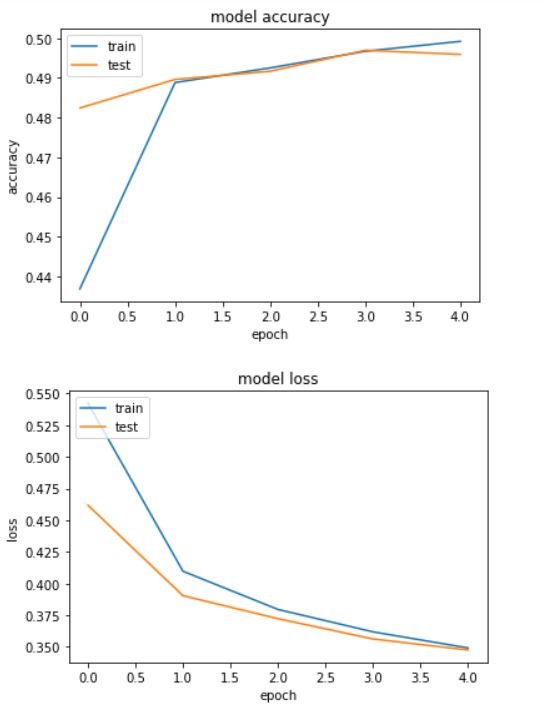 model accuracy
train
test
0.50
0.49
0.48
0.47
0.46
0.45
0.44
accuracy
0.0 0.5 1.0 1.5 2.0 2.5 3.0 3.5 4.0
epoch
model loss
train
test
0.550
0.525
0.500
0.475
0.450
0.425
0.400
0.375
0.350
loss
0.0 0.5 1.0 1.5 2.0 2.5 3.0 3.5 4.0
epoch